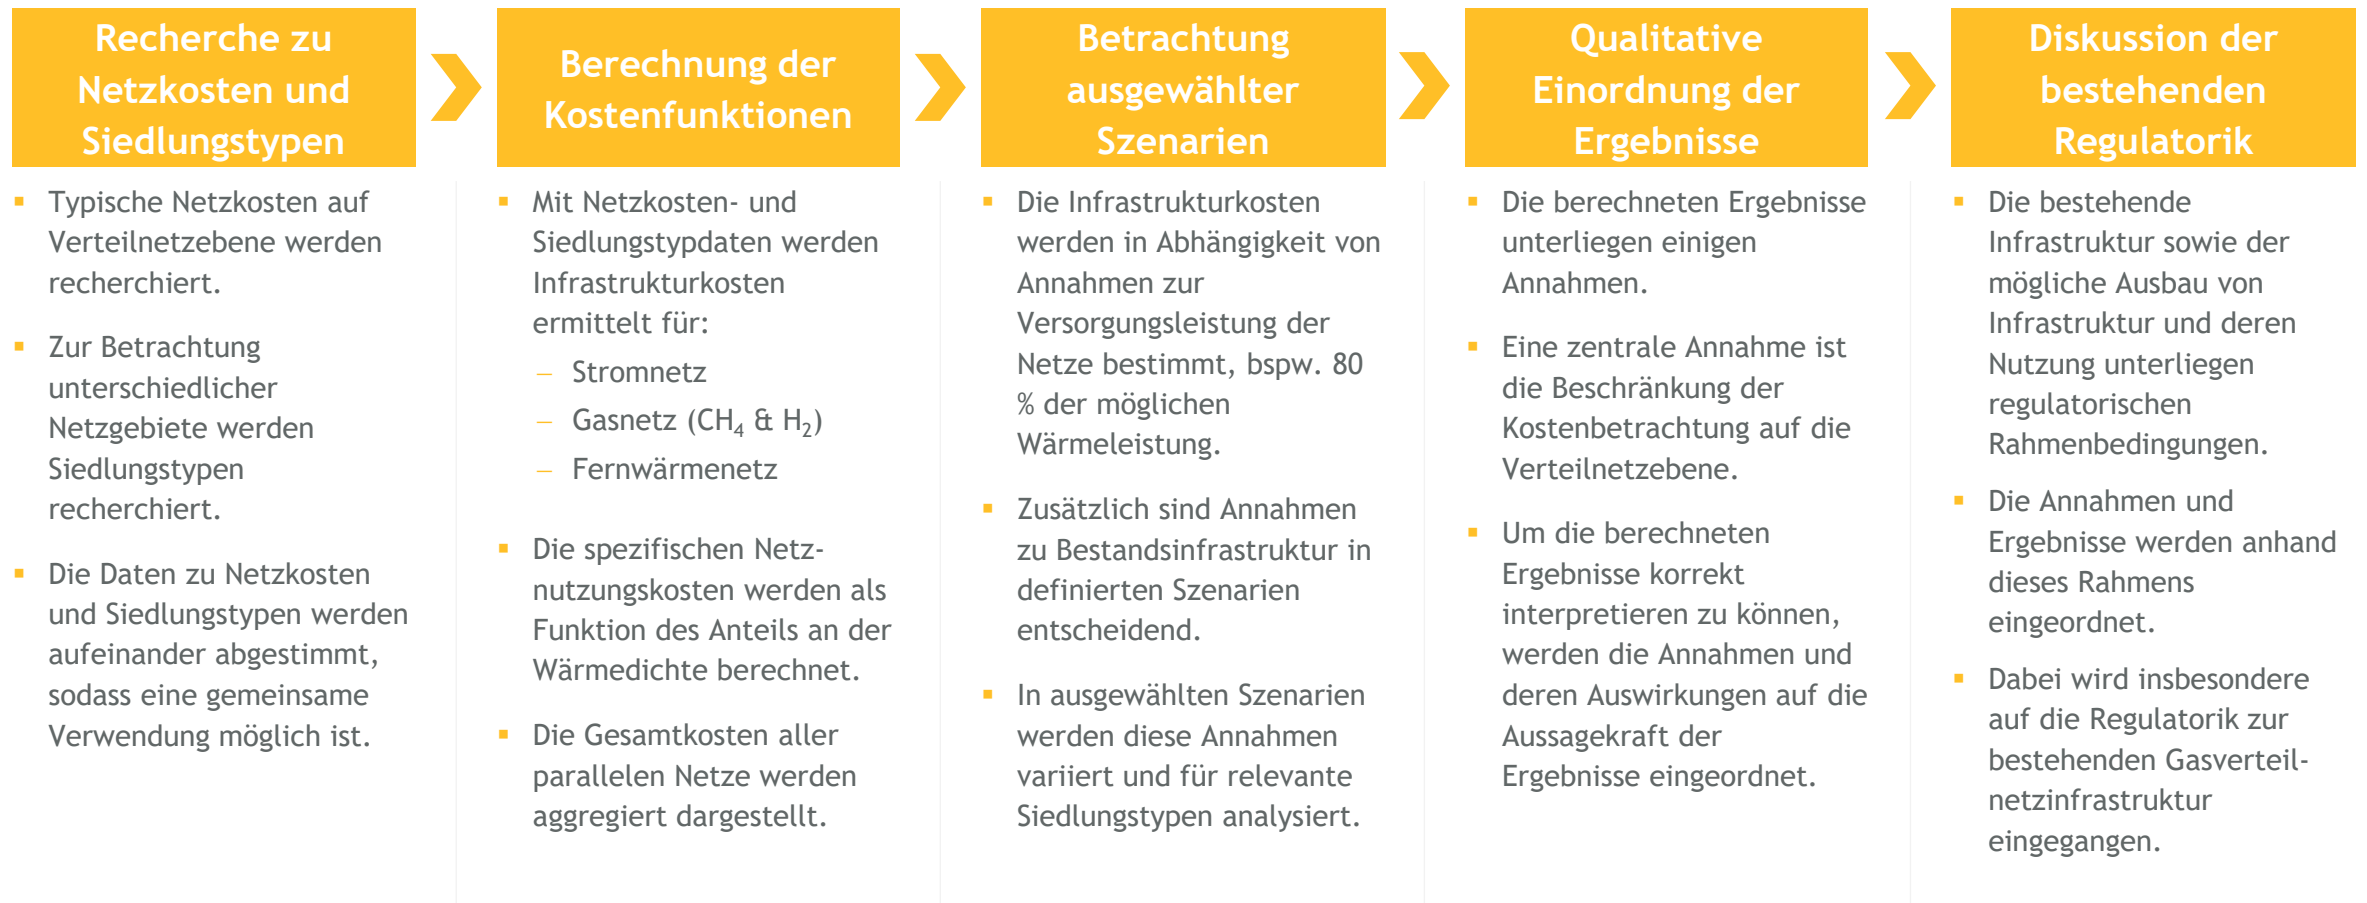 Recherche zu
Netzkosten und
Siedlungstypen
Berechnung der
Kostenfunktionen
Betrachtung
ausgewählter
Szenarien
Qualitative
Einordnung der
Ergebnisse
Diskussion der
bestehenden
Regulatorik
▪ Typische Netzkosten auf
Verteilnetzebene werden
recherchiert.
▪ Zur Betrachtung
unterschiedlicher
Netzgebiete werden
Siedlungstypen
recherchiert.
▪ Die Daten zu Netzkosten
und Siedlungstypen werden
aufeinander abgestimmt,
sodass eine gemeinsame
Verwendung möglich ist.
▪ Mit Netzkosten- und
Siedlungstypdaten werden
Infrastrukturkosten
ermittelt für:
– Stromnetz
– Gasnetz (CH₄ & H₂)
– Fernwärmenetz
▪ Die spezifischen Netz-
nutzungskosten werden als
Funktion des Anteils an der
Wärmedichte berechnet.
▪ Die Gesamtkosten aller
parallelen Netze werden
aggregiert dargestellt.
▪ Die Infrastrukturkosten
werden in Abhängigkeit von
Annahmen zur
Versorgungsleistung der
Netze bestimmt, bspw. 80
% der möglichen
Wärmeleistung.
▪ Zusätzlich sind Annahmen
zu Bestandsinfrastruktur in
definierten Szenarien
entscheidend.
▪ In ausgewählten Szenarien
werden diese Annahmen
variiert und für relevante
Siedlungstypen analysiert.
▪ Die berechneten Ergebnisse
unterliegen einigen
Annahmen.
▪ Eine zentrale Annahme ist
die Beschränkung der
Kostenbetrachtung auf die
Verteilnetzebene.
▪ Um die berechneten
Ergebnisse korrekt
interpretieren zu können,
werden die Annahmen und
deren Auswirkungen auf die
Aussagekraft der
Ergebnisse eingeordnet.
▪ Die bestehende
Infrastruktur sowie der
mögliche Ausbau von
Infrastruktur und deren
Nutzung unterliegen
regulatorischen
Rahmenbedingungen.
▪ Die Annahmen und
Ergebnisse werden anhand
dieses Rahmens
eingeordnet.
▪ Dabei wird insbesondere
auf die Regulatorik zur
bestehenden Gasverteil-
netzinfrastruktur
eingegangen.